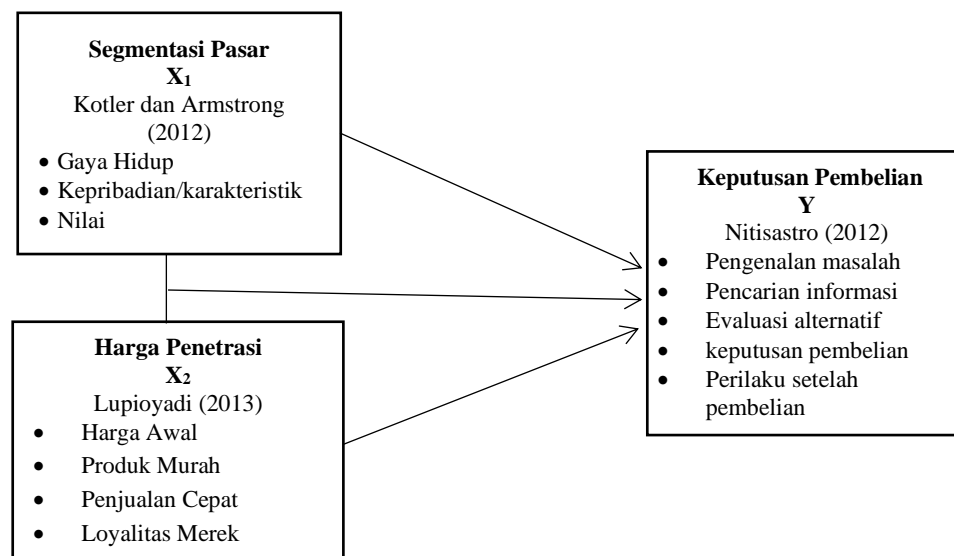 Segmentasi Pasar
X1
Kotler dan Armstrong
(2012)
• Gaya Hidup
• Kepribadian/karakteristik
• Nilai
Harga Penetrasi
X2
Lupioyadi (2013)
• Harga Awal
• Produk Murah
• Penjualan Cepat
• Loyalitas Merek
Keputusan Pembelian
Y
Nitisastro (2012)
• Pengenalan masalah
• Pencarian informasi
• Evaluasi alternatif
• keputusan pembelian
• Perilaku setelah
pembelian